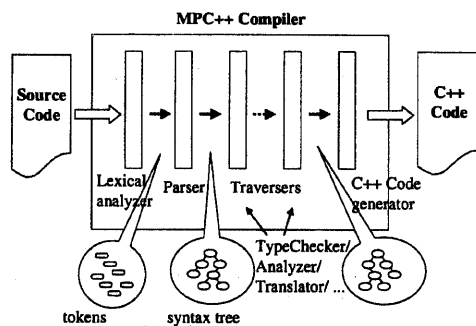 MPC++ Compiler
Source
Code
C++
Code
Lexical
analyzer
Parser
Traversers
C++ Code
generator
TypeChecker/
Analyzer/
Translator/ ...
tokens
syntax tree